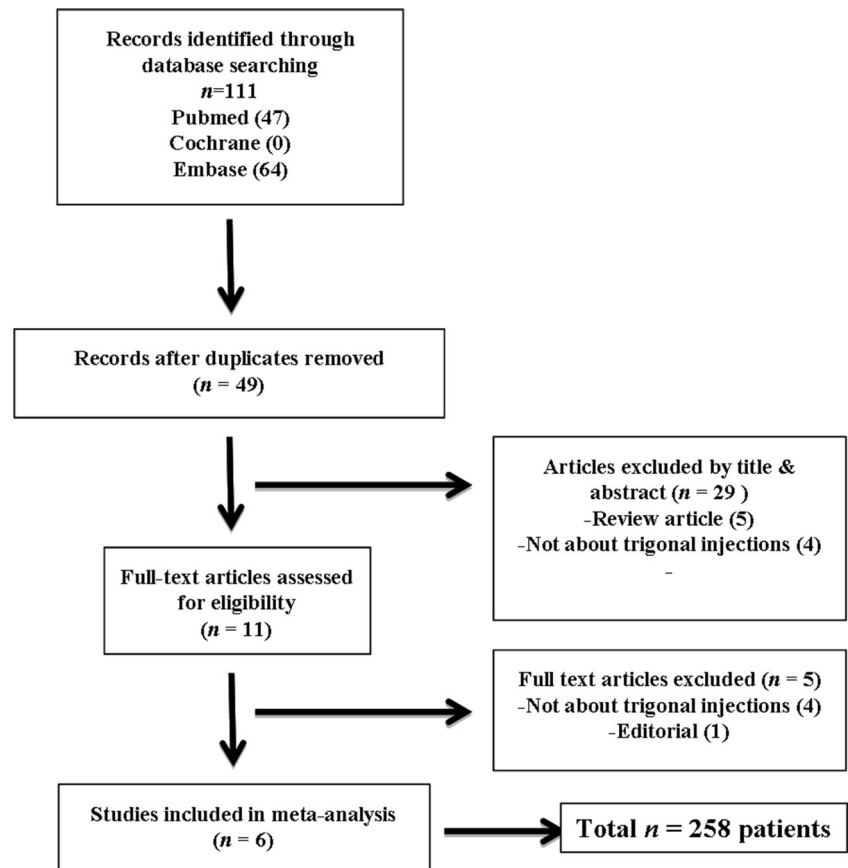 Records identified through
database searching
n=111
Pubmed (47)
Cochrane (0)
Embase (64)
Records after duplicates removed
(n = 49)
Articles excluded by title &
abstract (n = 29 )
-Review article (5)
-Not about trigonal injections (4)
-
Full-text articles assessed
for eligibility
(n = 11)
Full text articles excluded (n = 5)
-Not about trigonal injections (4)
-Editorial (1)
Studies included in meta-analysis
(n = 6)
Total n = 258 patients